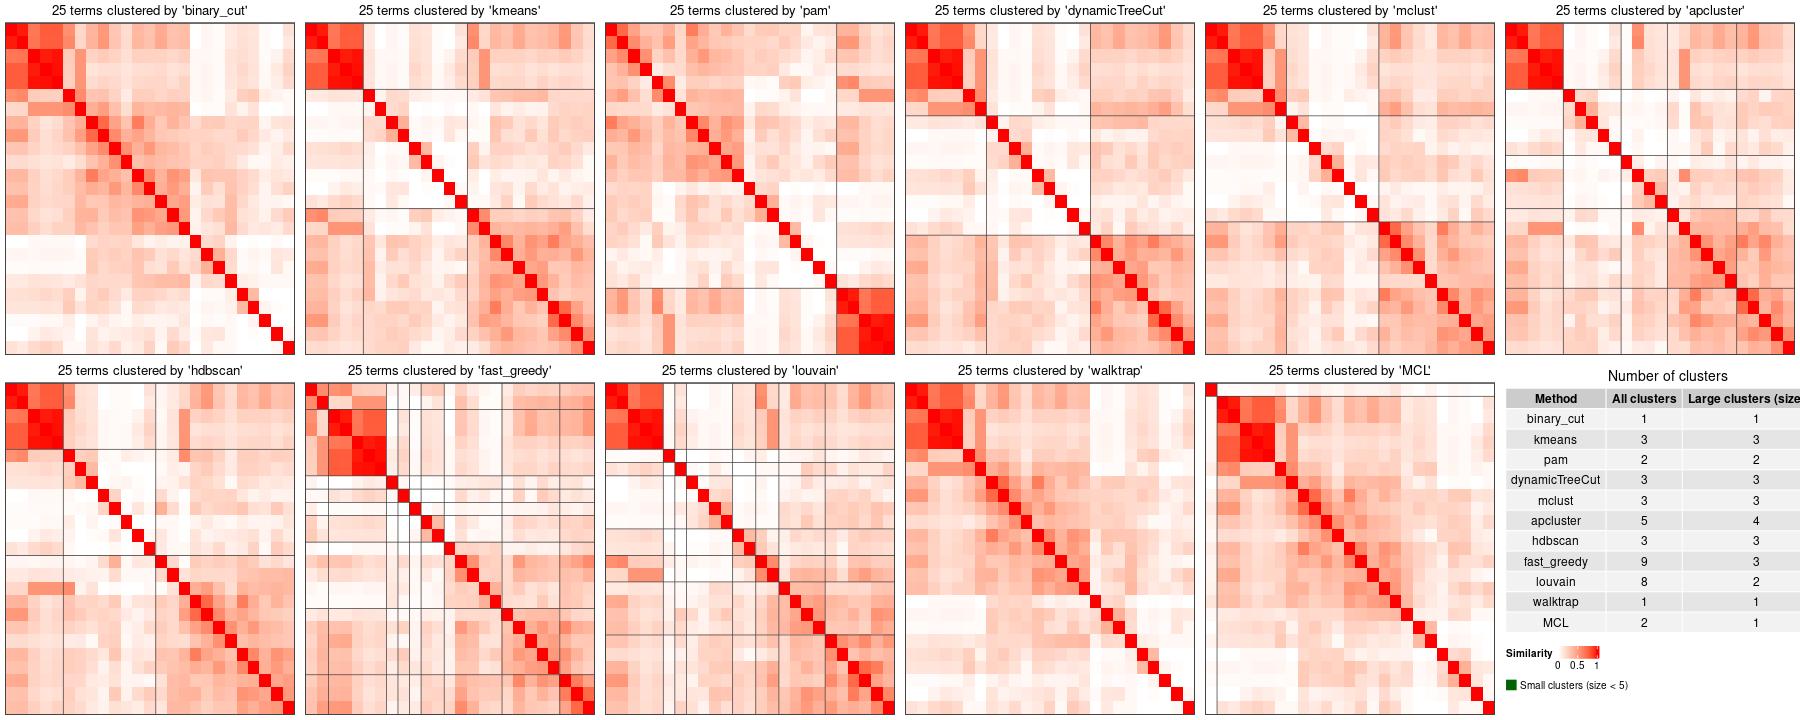 25 terms clustered by 'binary_cut'
25 terms clustered by 'kmeans'
25 terms clustered by 'pam'
25 terms clustered by 'dynamicTreeCut'
25 terms clustered by 'mclust'
25 terms clustered by 'apcluster'
25 terms clustered by 'hdbscan'
25 terms clustered by 'fast_greedy'
25 terms clustered by 'louvain'
25 terms clustered by 'walktrap'
25 terms clustered by 'MCL'
Number of clusters
Method All clusters Large clusters (size
binary_cut 1 1
kmeans 3 3
pam 2 2
dynamicTreeCut 3 3
mclust 3 3
apcluster 5 4
hdbscan 3 3
fast_greedy 9 3
louvain 8 2
walktrap 1 1
MCL 2 1
Similarity
0 0.5 1
Small clusters (size < 5)